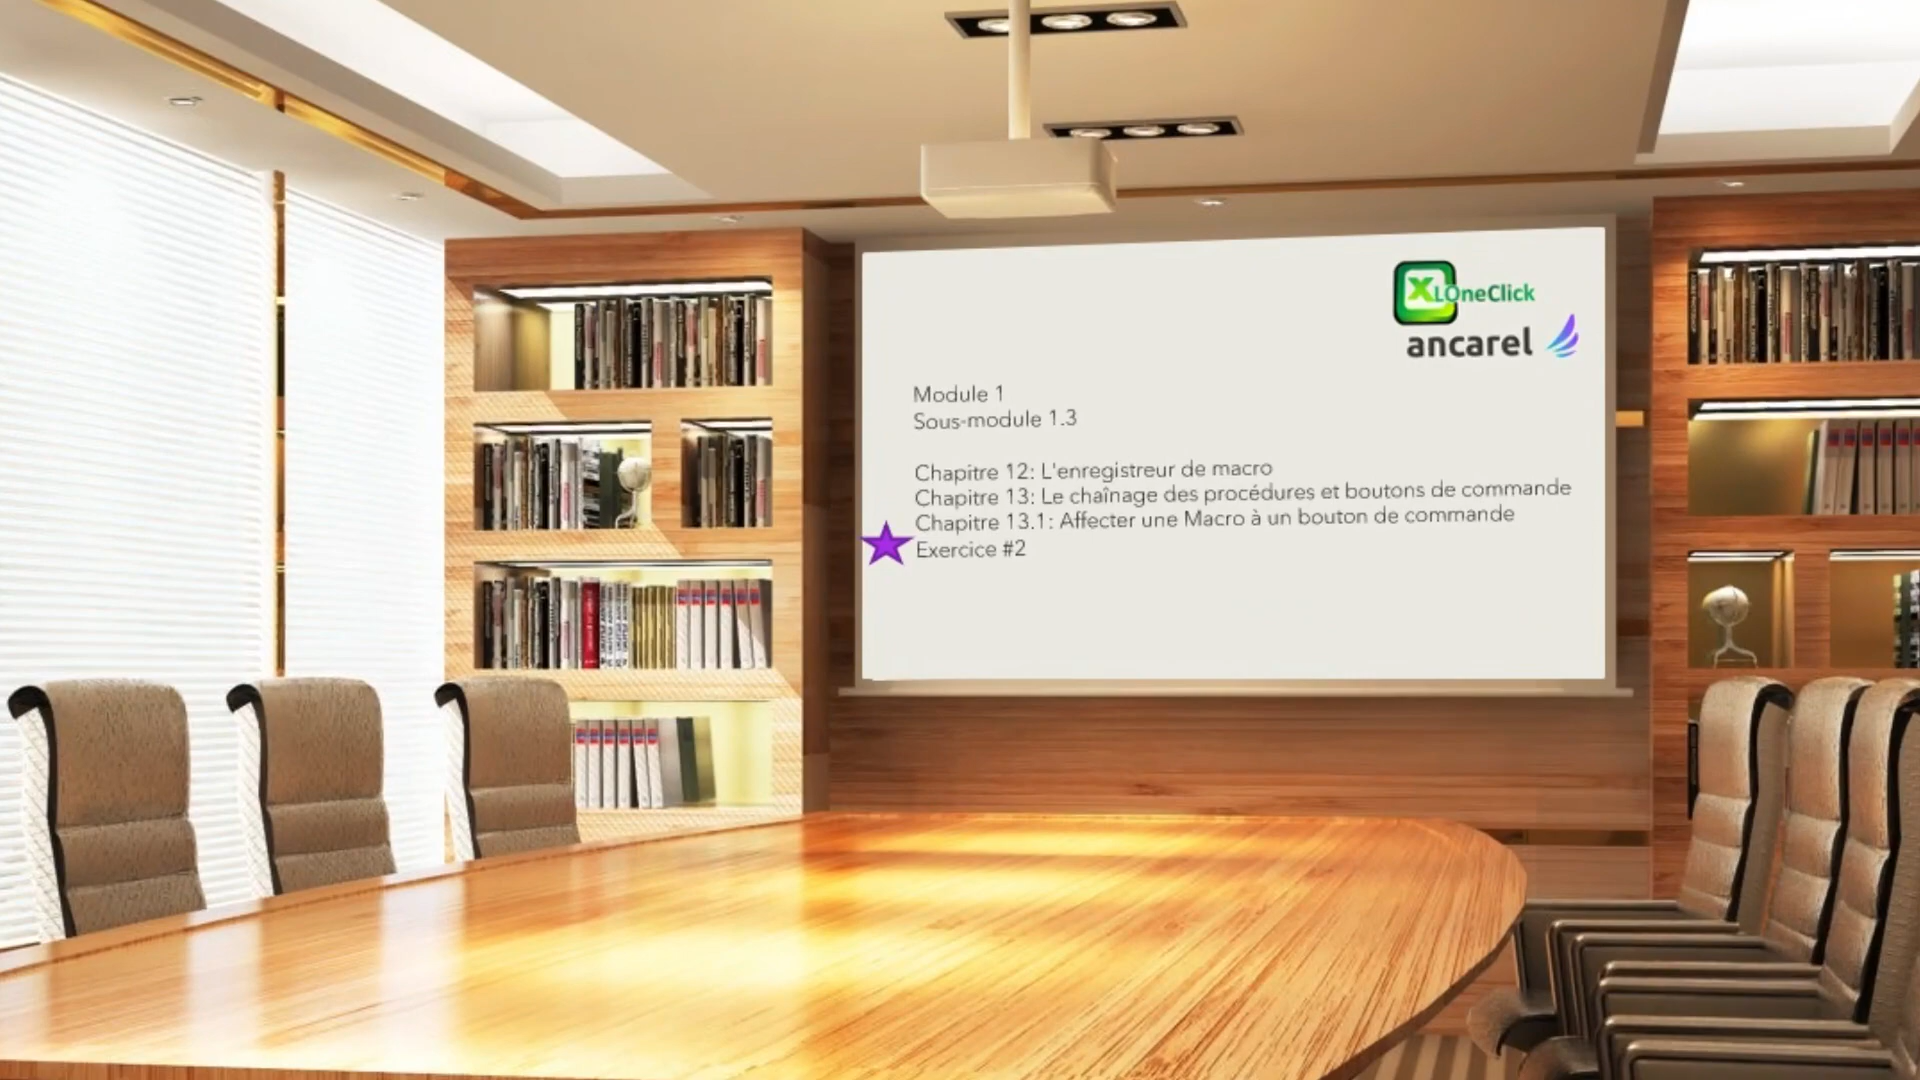 XLOneClick
ancarel
Module 1
Sous-module 1.3
Chapitre 12: L'enregistreur de macro
Chapitre 13: Le chaînage des procédures et boutons de commande
Chapitre 13.1: Affecter une Macro à un bouton de commande
Exercice #2